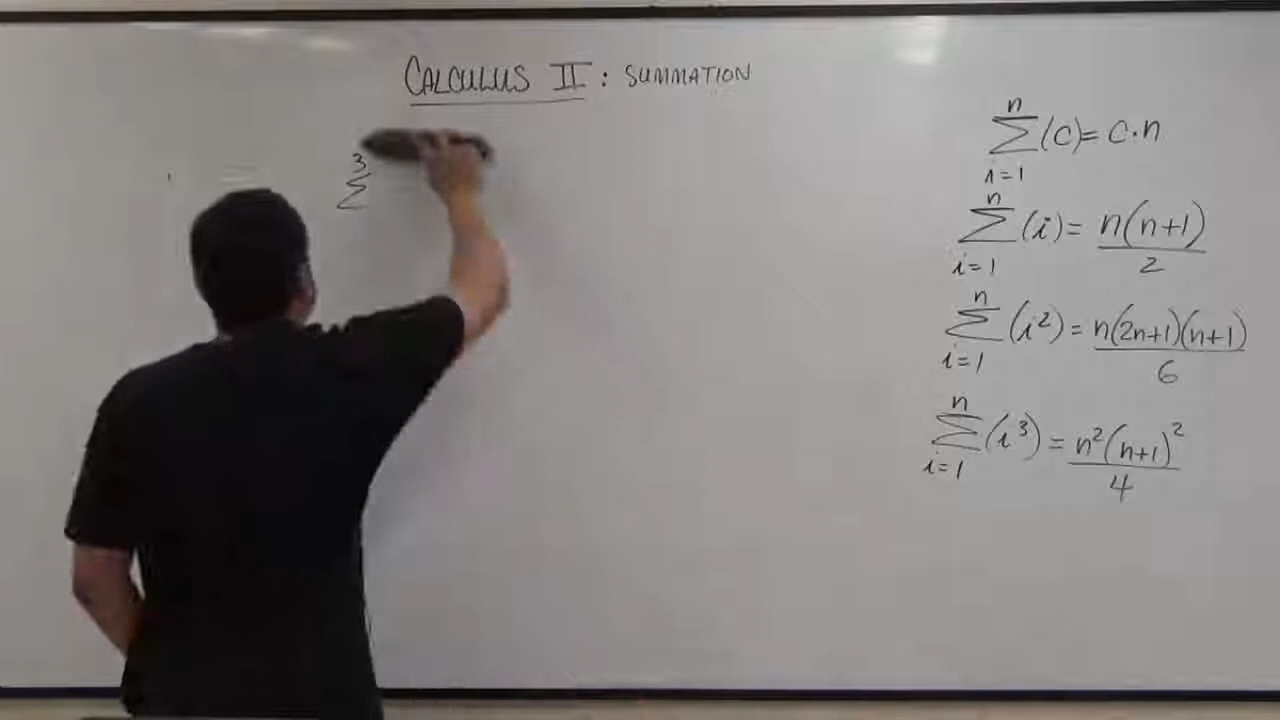 CALCULUS II : SUMMATION
3
Σ
n
Σ (c) = c·n
i=1
n
Σ (i) = n(n+1)
i=1 2
n
Σ (i²) = n(2n+1)(n+1)
i=1 6
n
Σ (i³) = n²(n+1)²
i=1 4